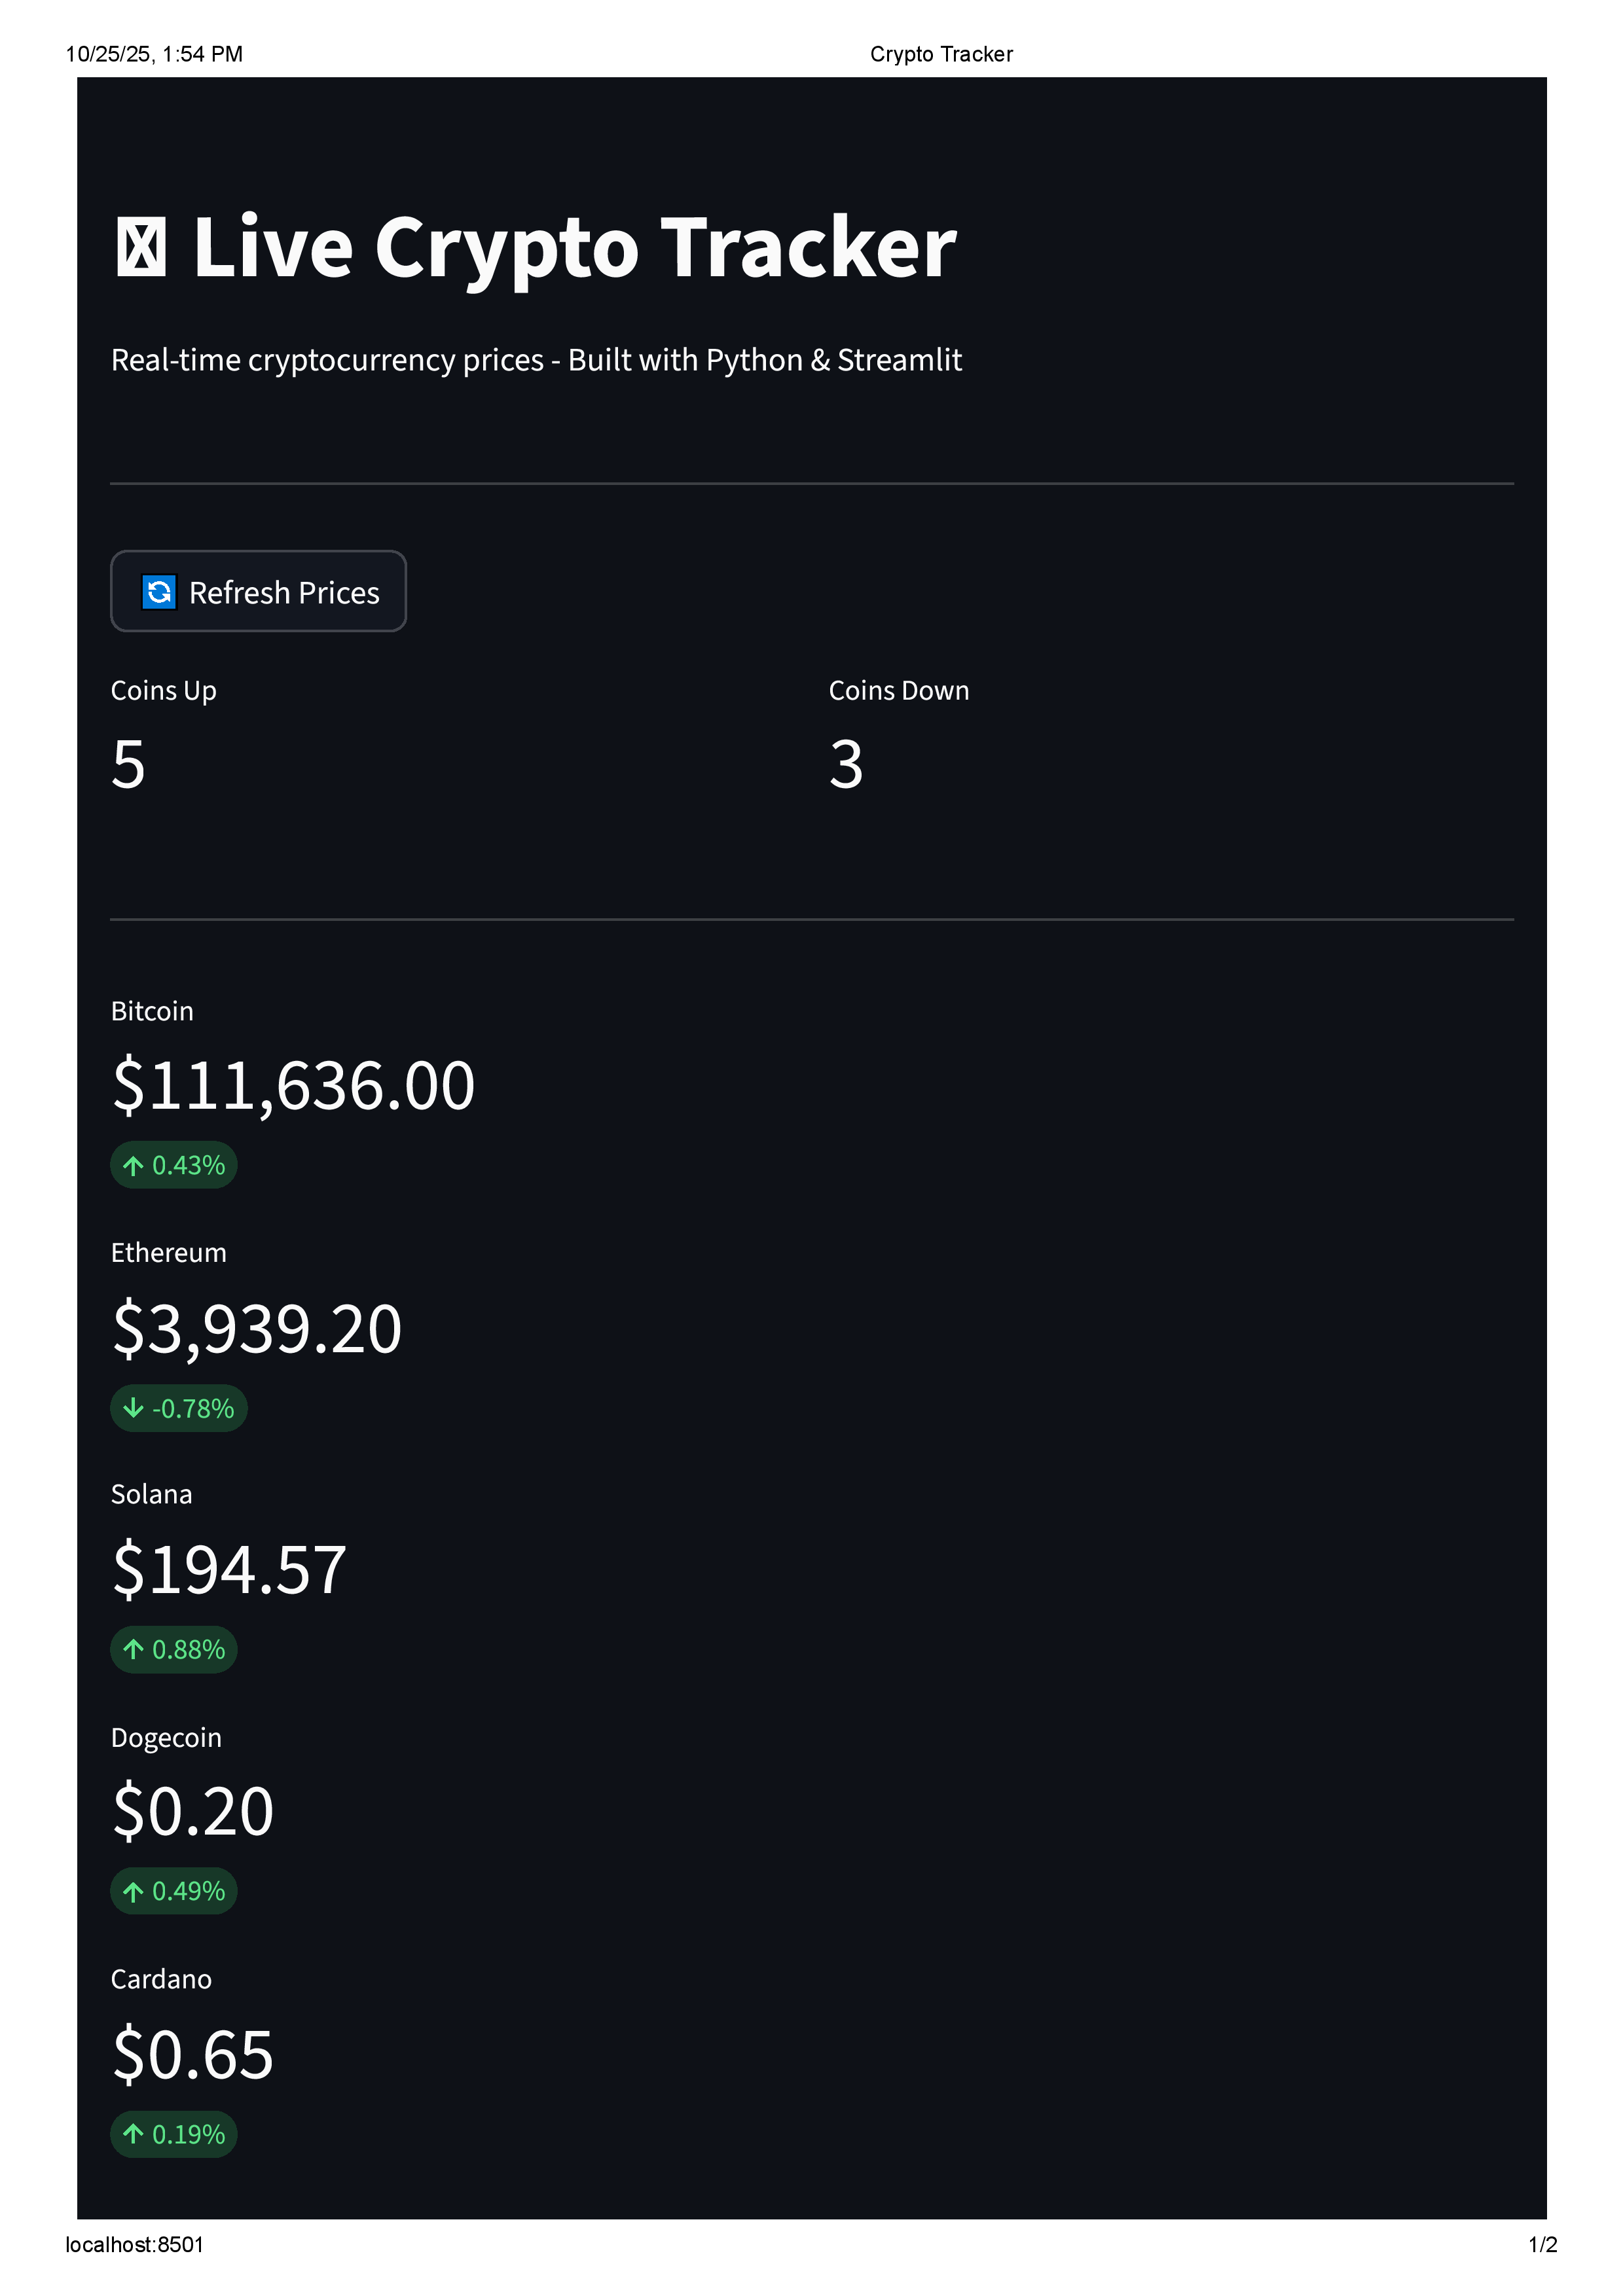 10/25/25, 1:54 PM Crypto Tracker
Live Crypto Tracker
Real-time cryptocurrency prices - Built with Python & Streamlit
Refresh Prices
Coins Up Coins Down
5 3
Bitcoin
$111,636.00
↑ 0.43%
Ethereum
$3,939.20
↓ -0.78%
Solana
$194.57
↑ 0.88%
Dogecoin
$0.20
↑ 0.49%
Cardano
$0.65
↑ 0.19%
localhost:8501 1/2